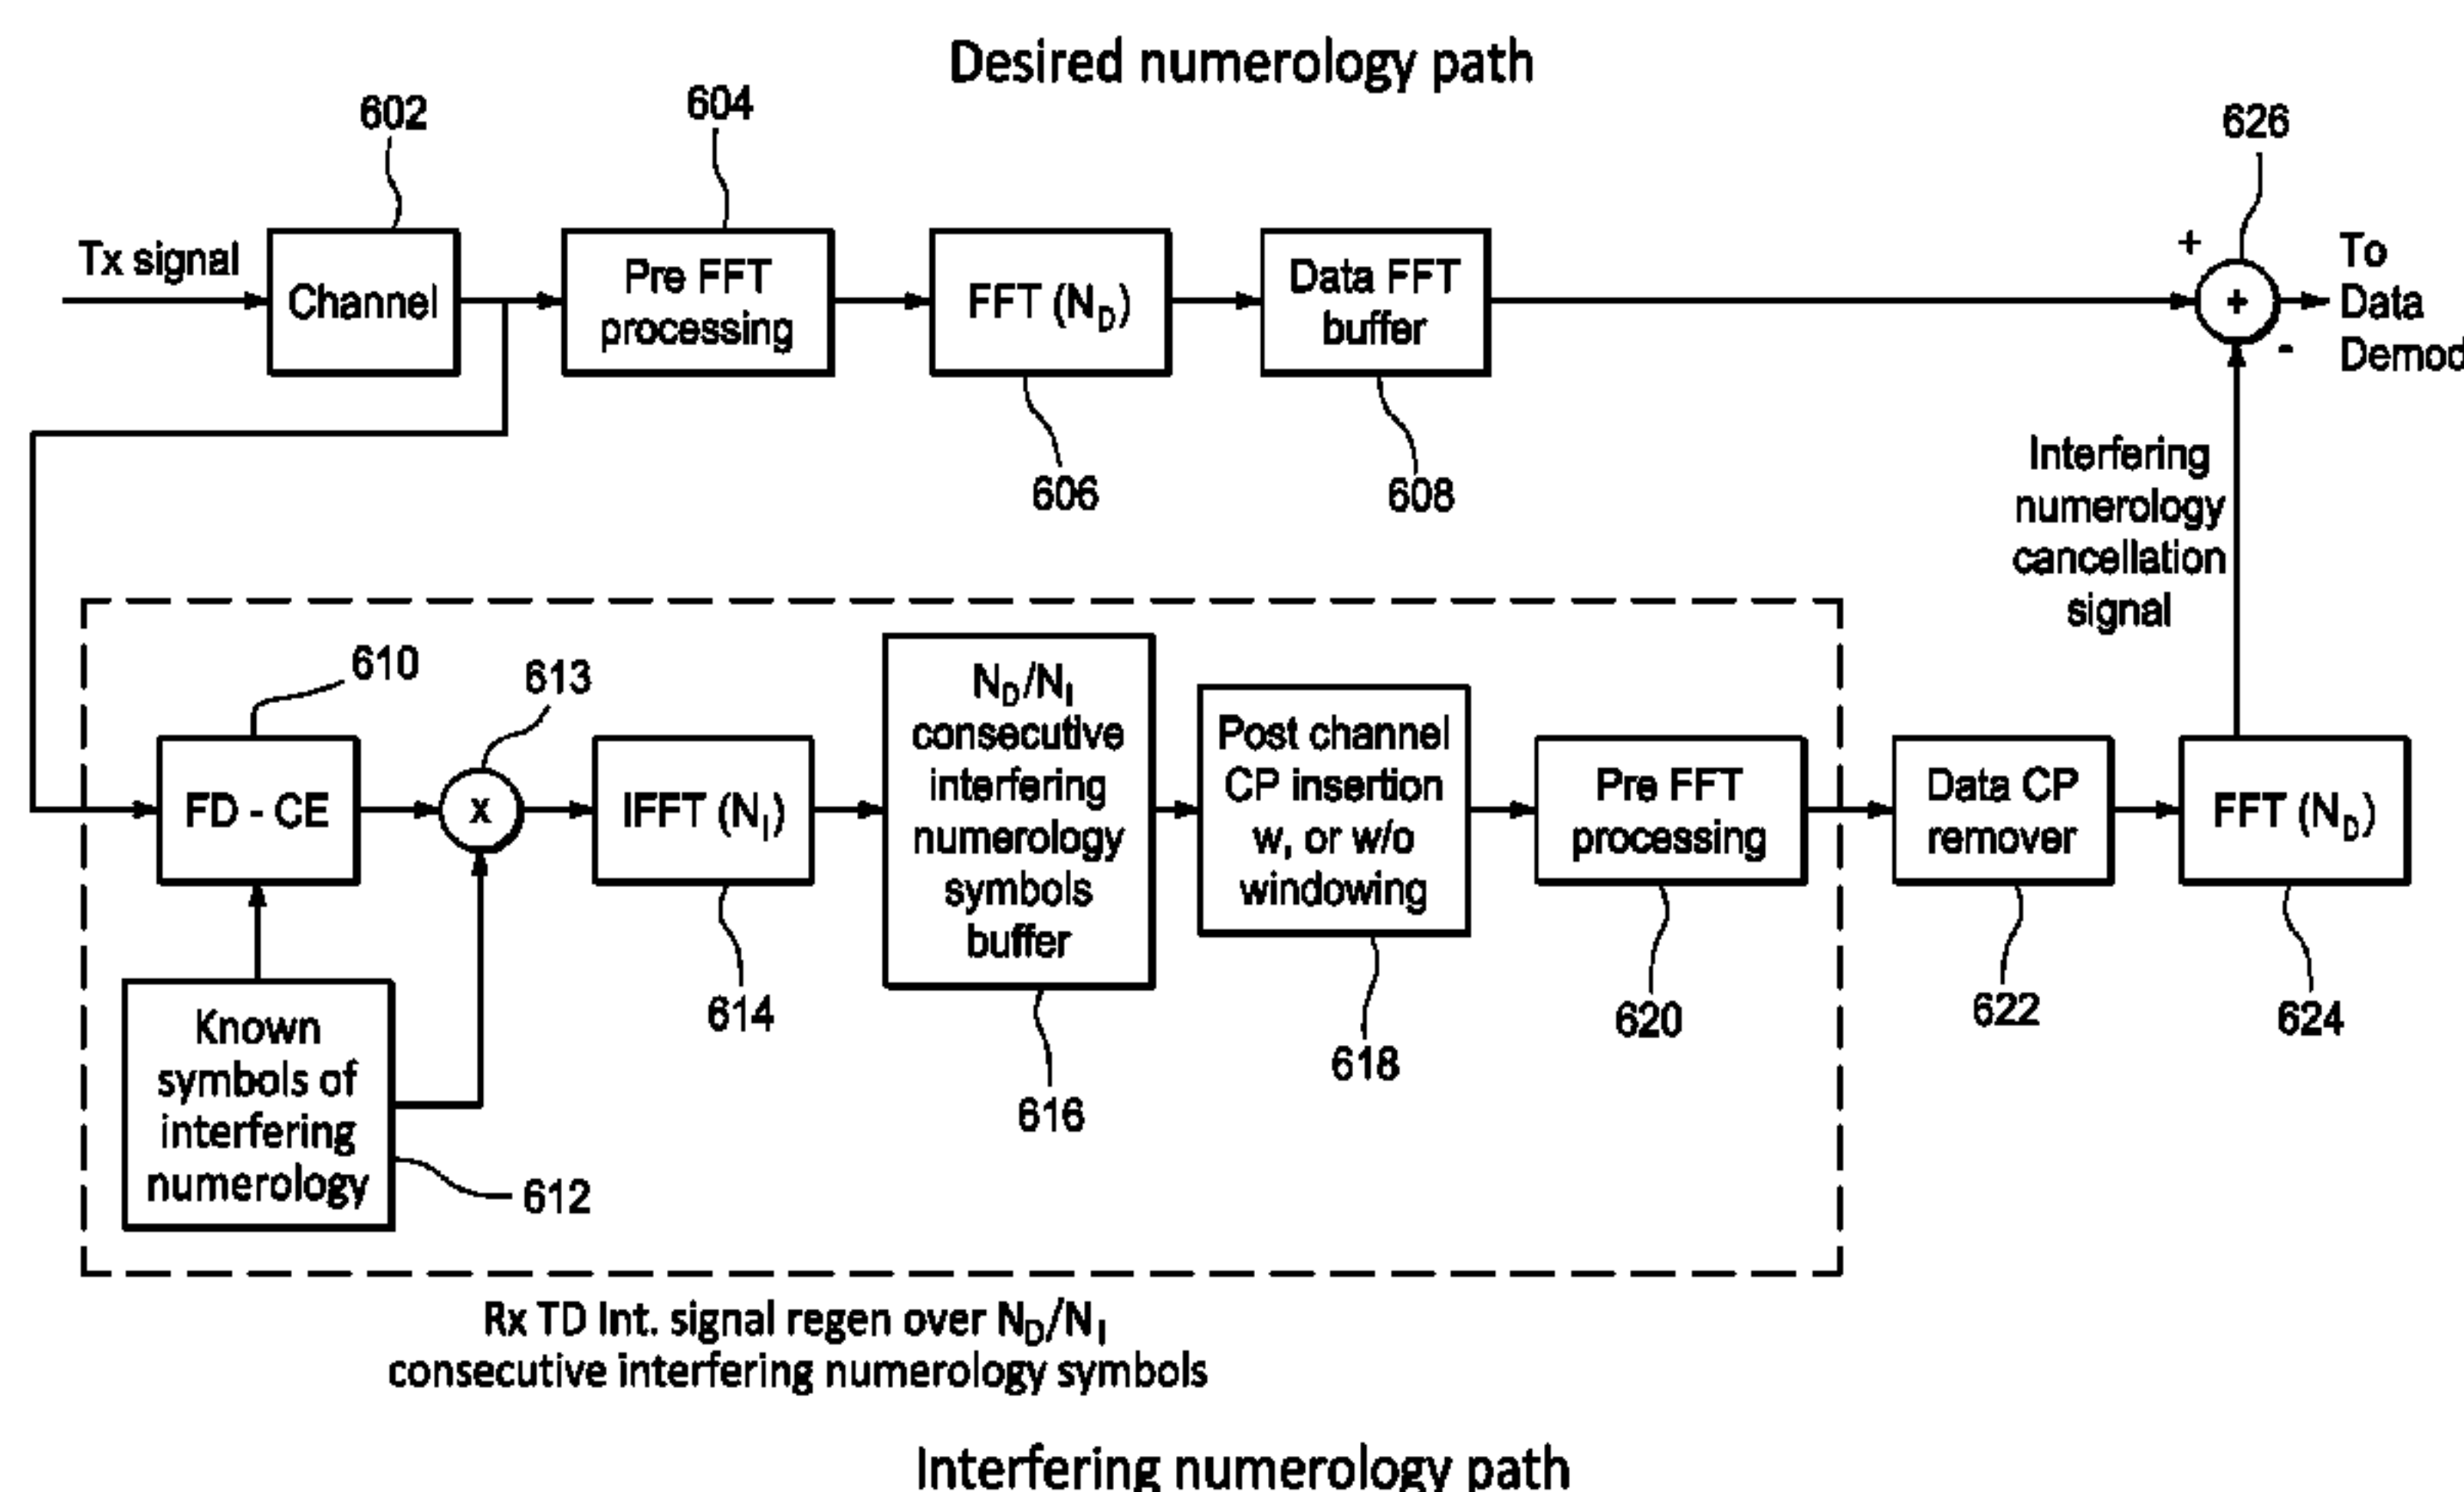 Desired numerology path
602
604
626
Tx signal
Channel
Pre FFT
processing
FFT (N_D)
Data FFT
buffer
+
+
-
To
Data
Demod
606
608
Interfering
numerology
cancellation
signal
610
613
FD - CE
x
IFFT (N_I)
N_D/N_I
consecutive
interfering
numerology
symbols
buffer
Post channel
CP insertion
w, or w/o
windowing
Pre FFT
processing
Data CP
remover
FFT (N_D)
Known
symbols of
interfering
numerology
612
614
616
618
620
622
624
Rx TD Int. signal regen over N_D/N_I
consecutive interfering numerology symbols
Interfering numerology path